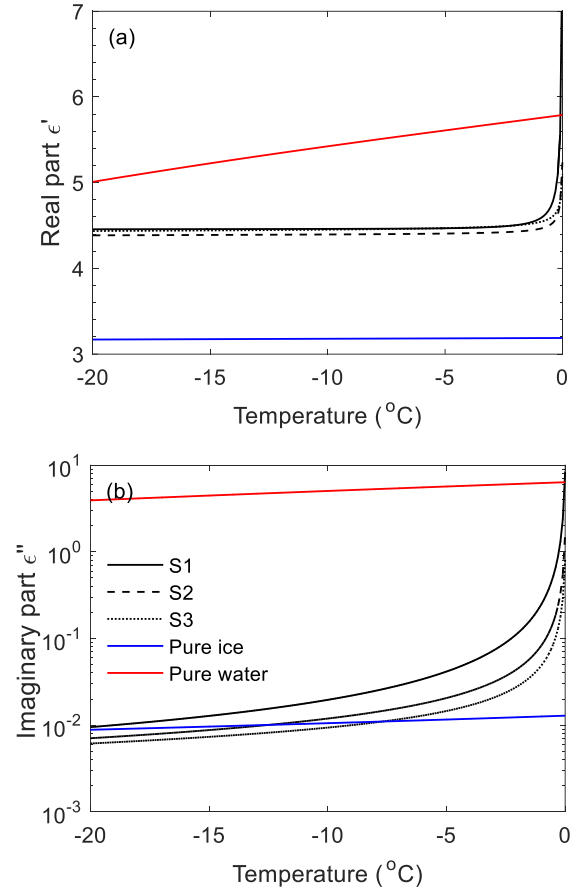 (a)
7
6
5
4
3
Real part ϵ'
-20 -15 -10 -5 0
Temperature (°C)
(b)
10¹
10⁰
10⁻¹
10⁻²
10⁻³
Imaginary part ϵ"
S1
S2
S3
Pure ice
Pure water
-20 -15 -10 -5 0
Temperature (°C)